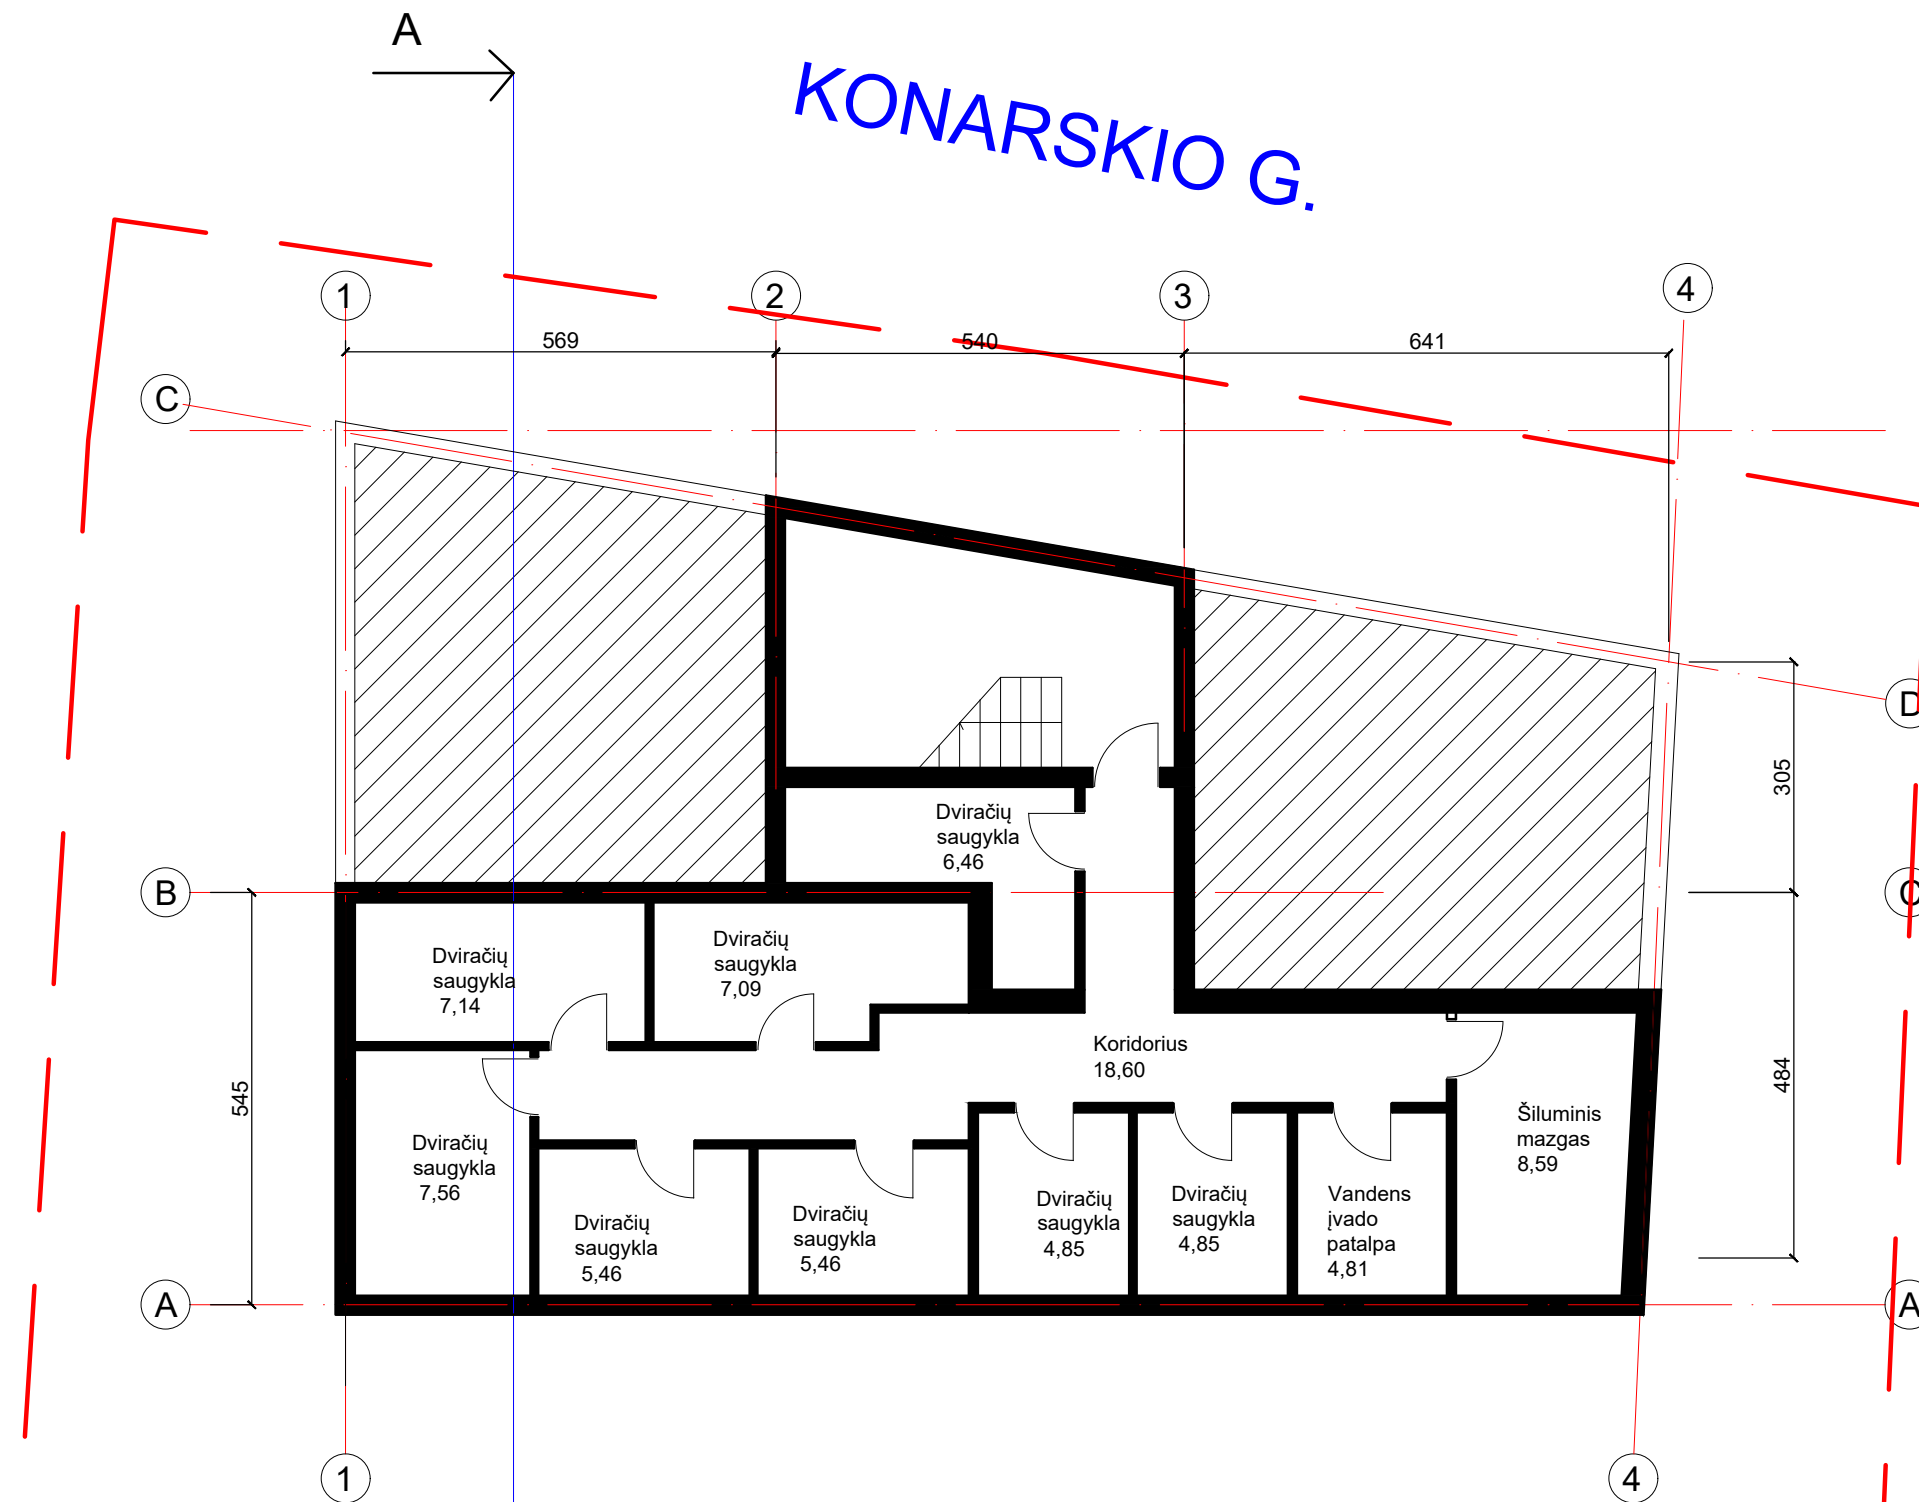 A
KONARSKIO G.
1
2
3
4
569
540
641
C
D
305
Dviračių
saugykla
6,46
B
C
Dviračių
saugykla
7,14
Dviračių
saugykla
7,09
Koridorius
18,60
484
545
Šiluminis
mazgas
8,59
Dviračių
saugykla
7,56
Dviračių
saugykla
5,46
Dviračių
saugykla
5,46
Dviračių
saugykla
4,85
Dviračių
saugykla
4,85
Vandens
įvado
patalpa
4,81
A
A
1
4